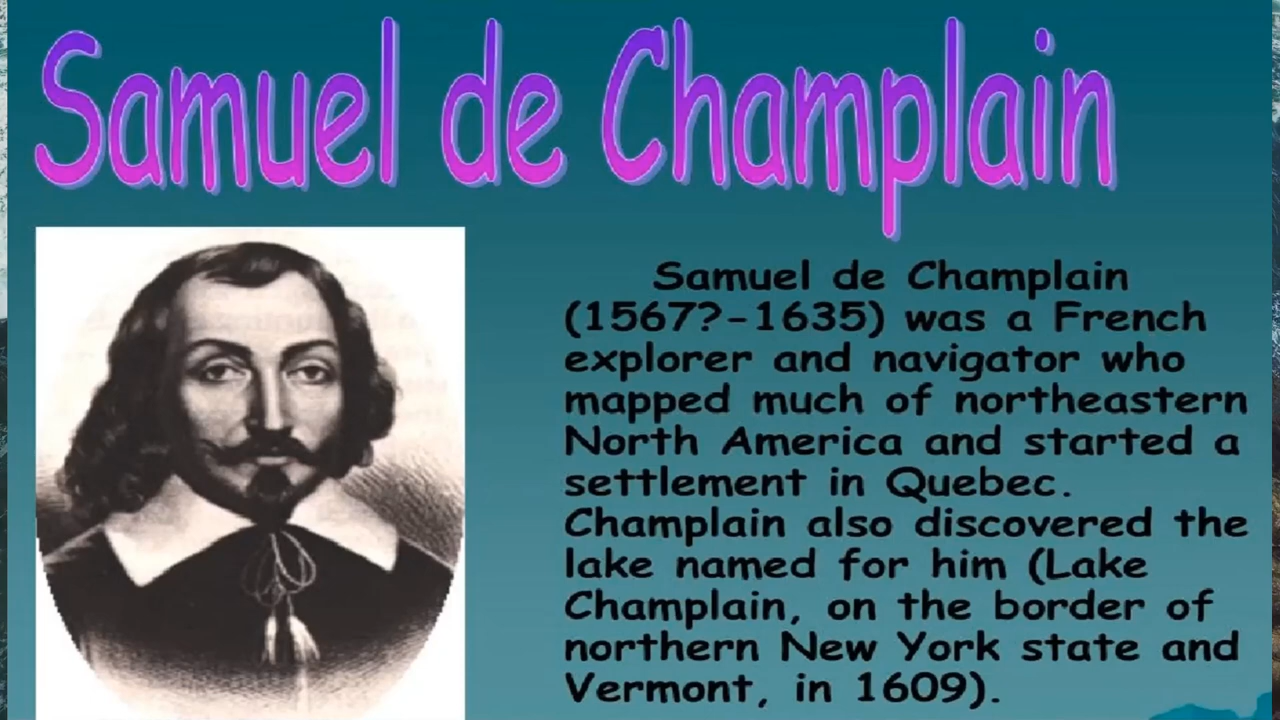 Samuel de Champlain
Samuel de Champlain
(1567?-1635) was a French
explorer and navigator who
mapped much of northeastern
North America and started a
settlement in Quebec.
Champlain also discovered the
lake named for him (Lake
Champlain, on the border of
northern New York state and
Vermont, in 1609).